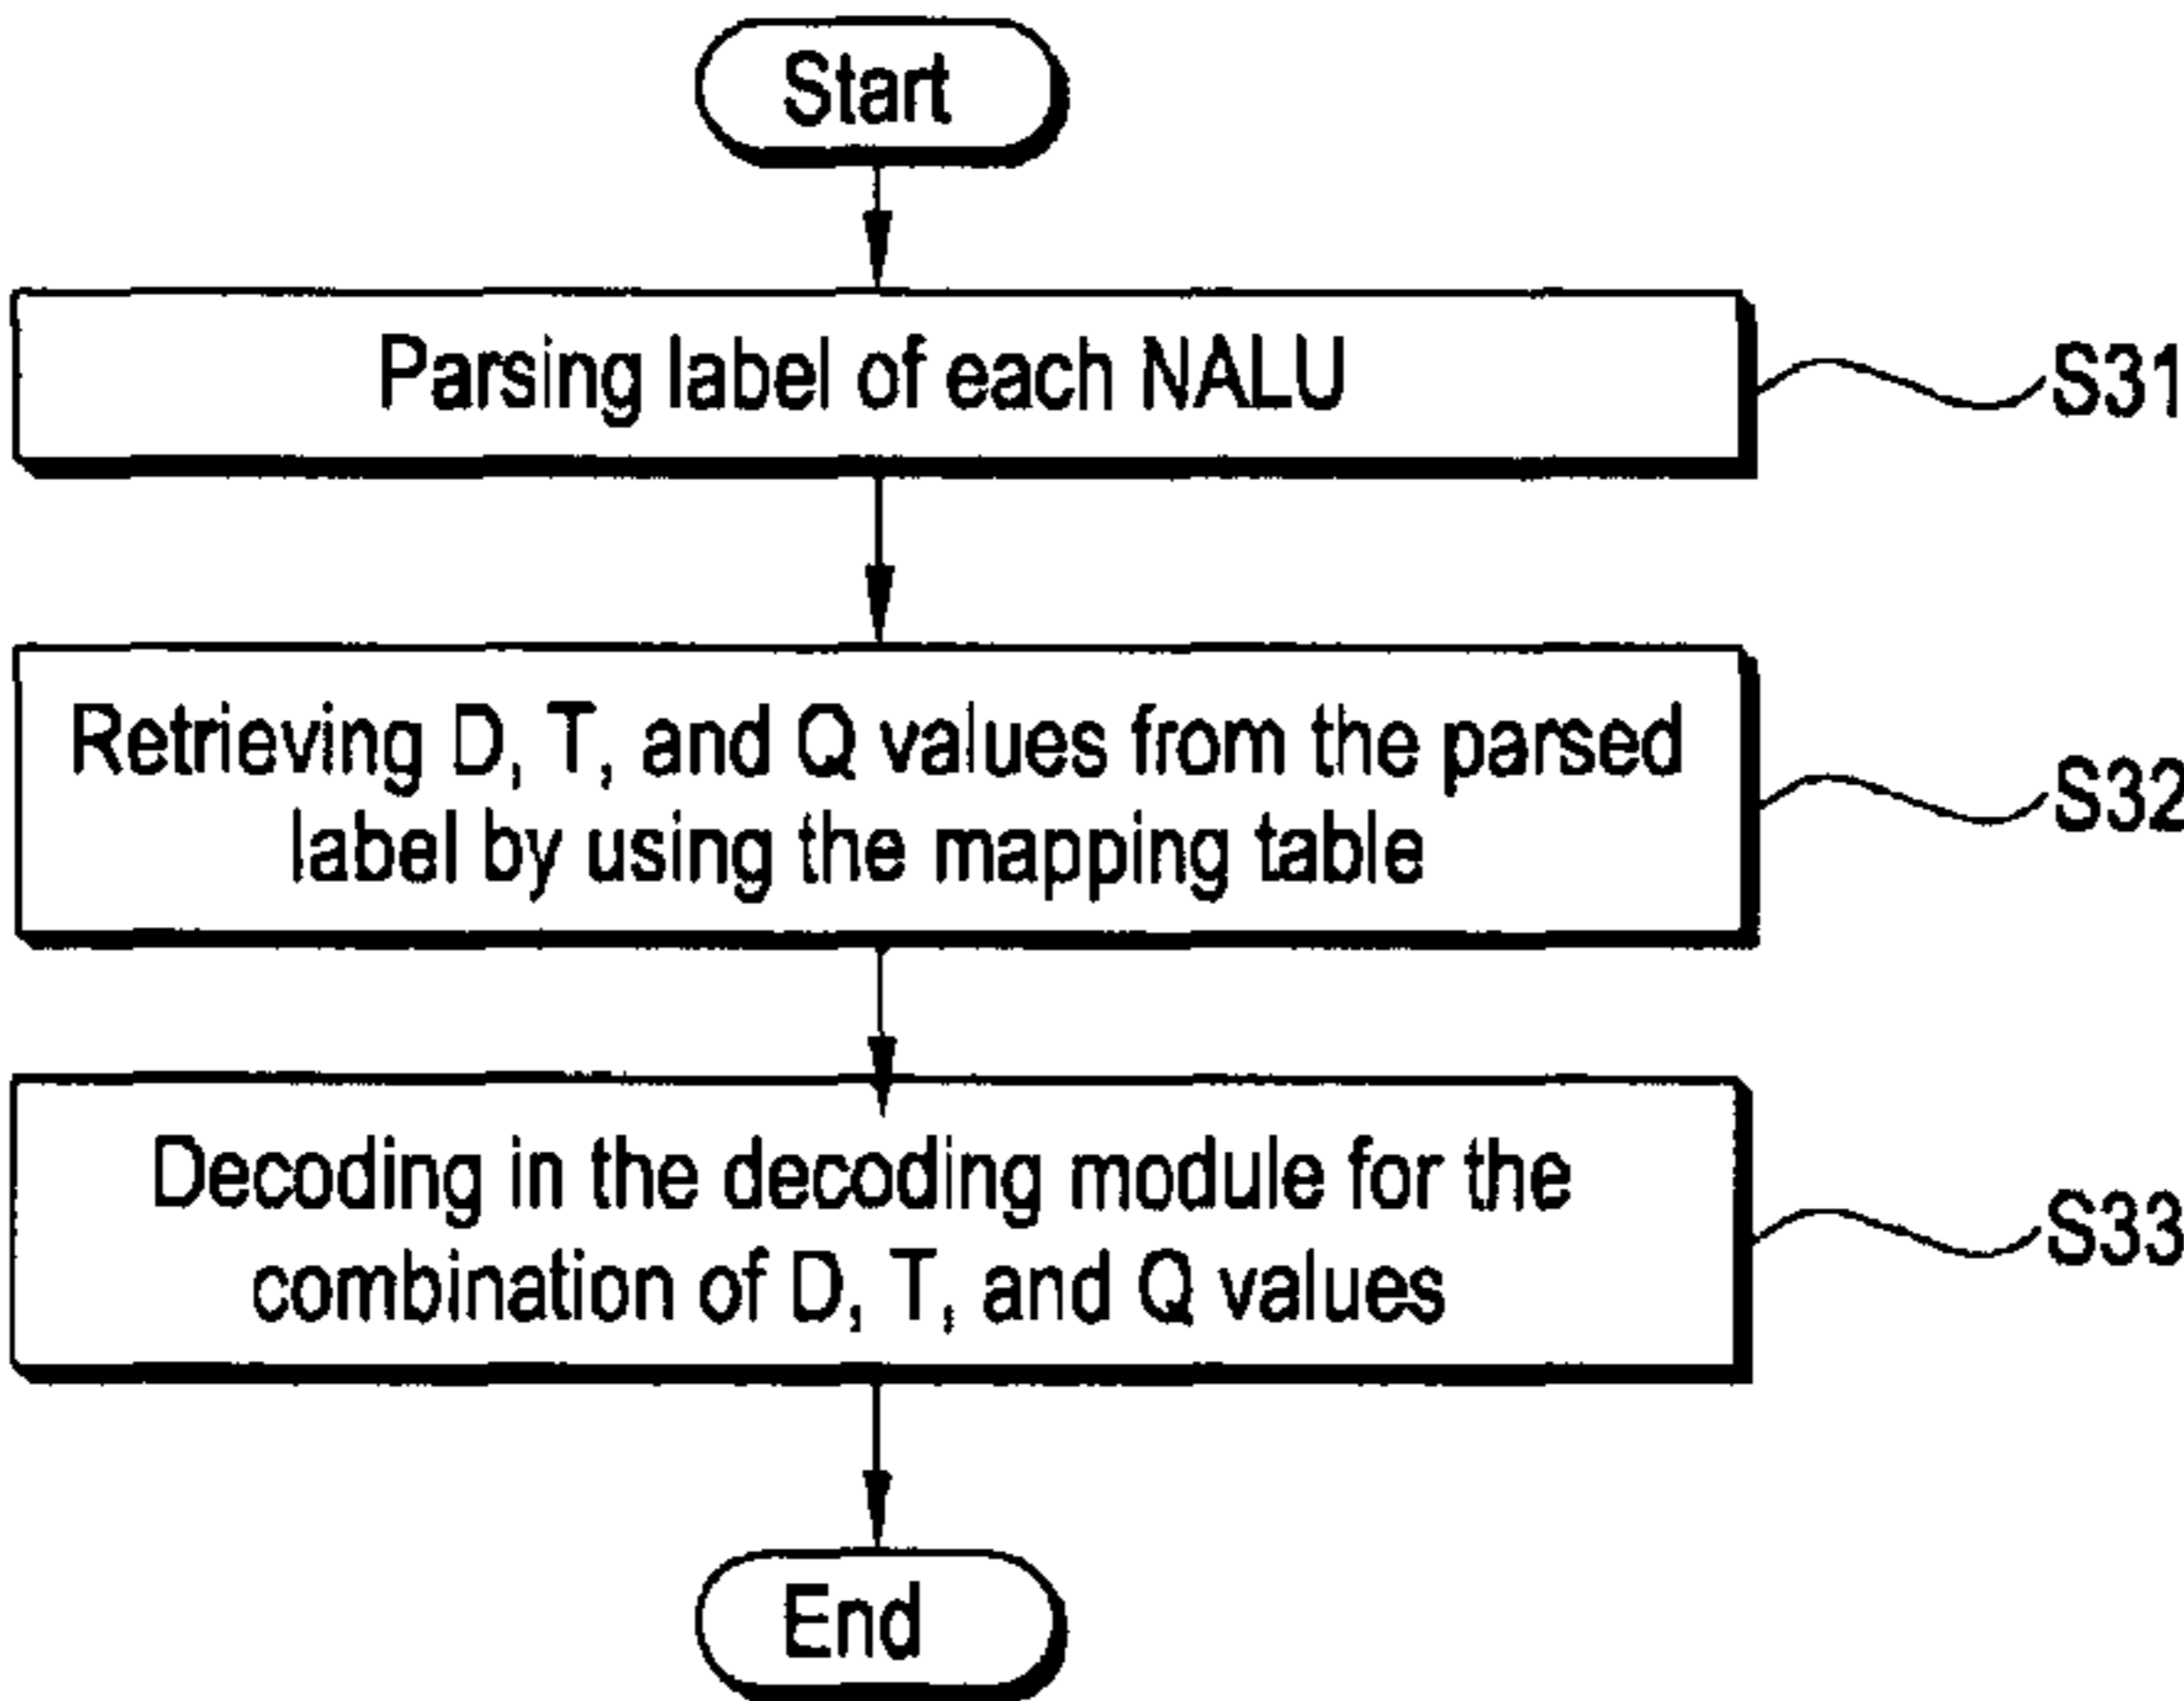 Start
Parsing label of each NALU
S31
Retrieving D, T, and Q values from the parsed
label by using the mapping table
S32
Decoding in the decoding module for the
combination of D, T, and Q values
S33
End